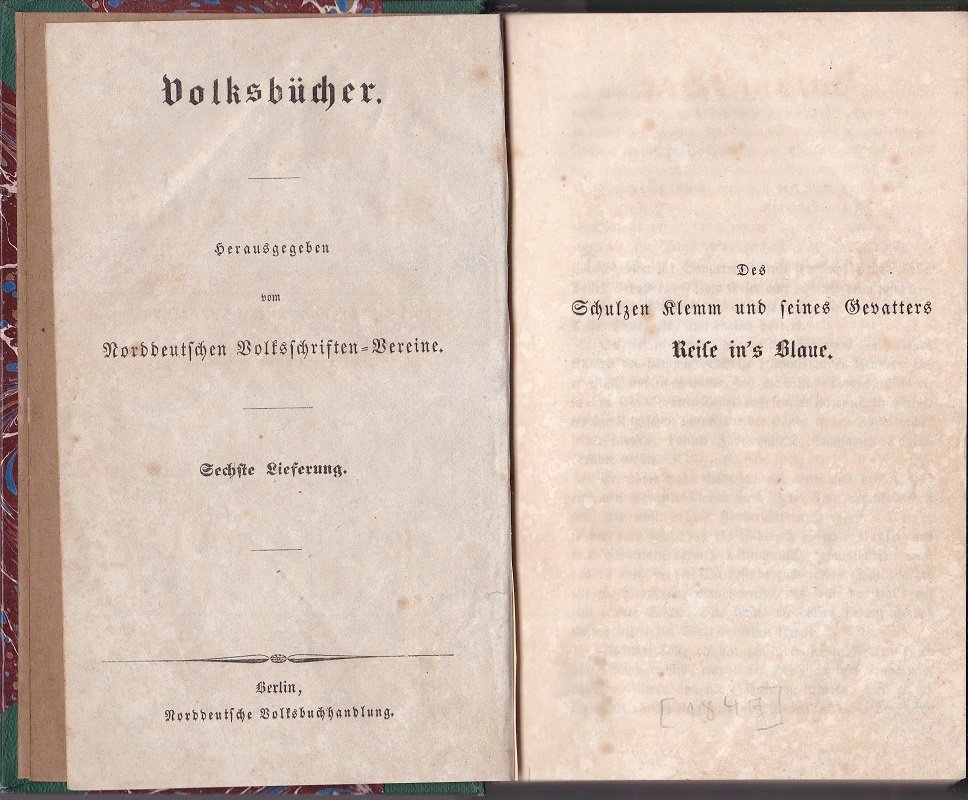 Volksbücher.
Herausgegeben
vom
Norddeutschen Volksschriften=Vereine.
Sechste Lieferung.
Berlin,
Norddeutsche Volksbuchhandlung.
Des
Schulzen Klemm und seines Gevatters
Reise in's Blaue.
[1847]